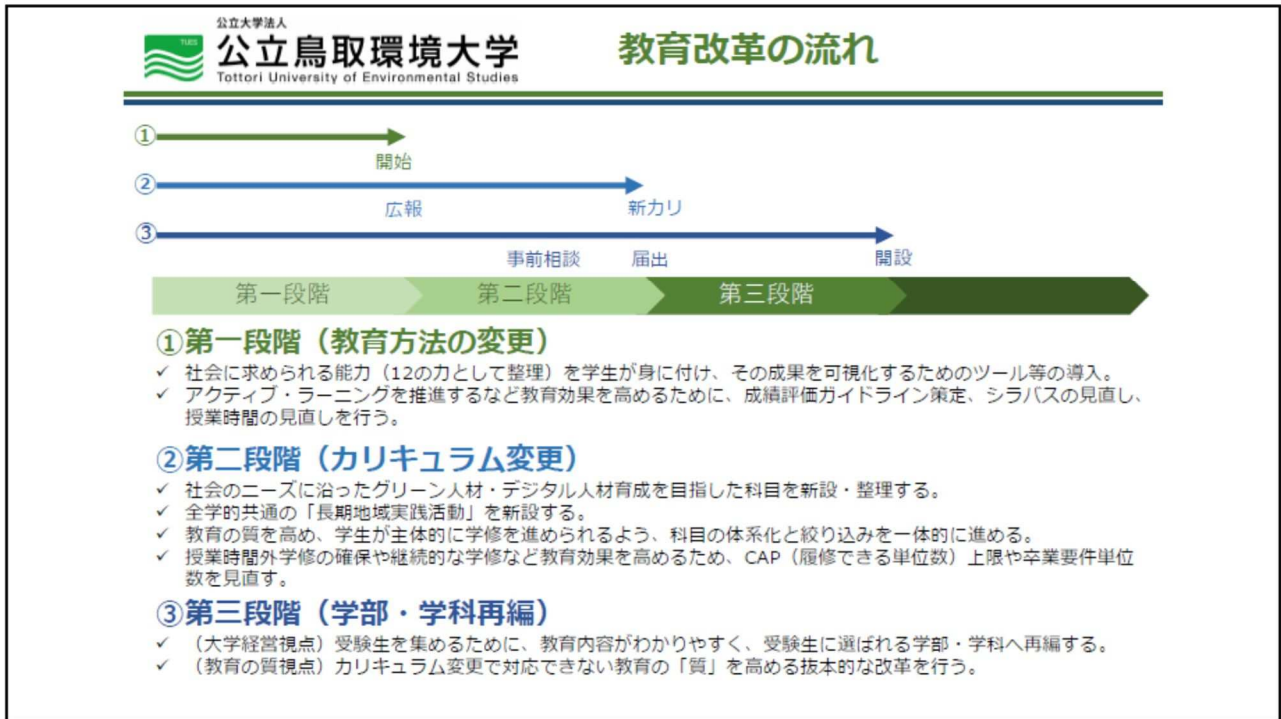 公立大学法人
TUES
公立鳥取環境大学
Tottori University of Environmental Studies
教育改革の流れ
①
開始
②
広報
新カリ
③
事前相談
届出
開設
第一段階
第二段階
第三段階
①第一段階（教育方法の変更）
✓ 社会に求められる能力（12の力として整理）を学生が身に付け、その成果を可視化するためのツール等の導入。
✓ アクティブ・ラーニングを推進するなど教育効果を高めるために、成績評価ガイドライン策定、シラバスの見直し、
授業時間の見直しを行う。
②第二段階（カリキュラム変更）
✓ 社会のニーズに沿ったグリーン人材・デジタル人材育成を目指した科目を新設・整理する。
✓ 全学的共通の「長期地域実践活動」を新設する。
✓ 教育の質を高め、学生が主体的に学修を進められるよう、科目の体系化と絞り込みを一体的に進める。
✓ 授業時間外学修の確保や継続的な学修など教育効果を高めるため、CAP（履修できる単位数）上限や卒業要件単位
数を見直す。
③第三段階（学部・学科再編）
✓ （大学経営視点）受験生を集めるために、教育内容がわかりやすく、受験生に選ばれる学部・学科へ再編する。
✓ （教育の質視点）カリキュラム変更で対応できない教育の「質」を高める抜本的な改革を行う。